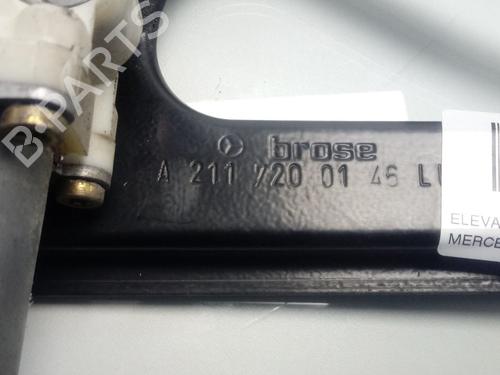 B-PARTS
brose
A 211 720 01 46 L
ELEVA
MERCE